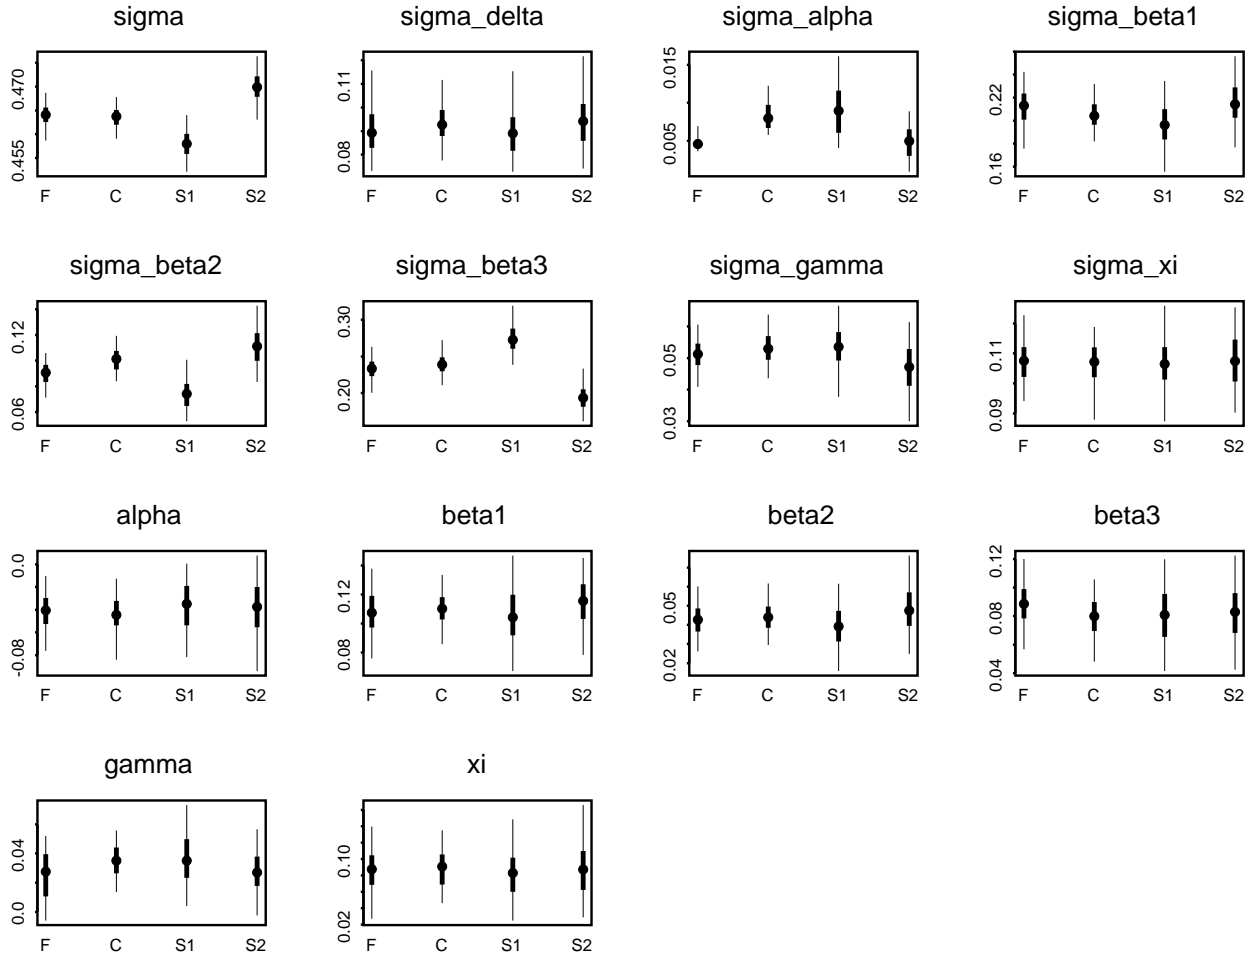 sigma
sigma_delta
sigma_alpha
sigma_beta1
0.455 0.470
0.08 0.11
0.005 0.015
0.16 0.22
F C S1 S2
F C S1 S2
F C S1 S2
F C S1 S2
sigma_beta2
sigma_beta3
sigma_gamma
sigma_xi
0.06 0.12
0.20 0.30
0.03 0.05
0.09 0.11
F C S1 S2
F C S1 S2
F C S1 S2
F C S1 S2
alpha
beta1
beta2
beta3
-0.08 0.0
0.08 0.12
0.02 0.05
0.04 0.08 0.12
F C S1 S2
F C S1 S2
F C S1 S2
F C S1 S2
gamma
xi
0.0 0.04
0.02 0.10
F C S1 S2
F C S1 S2